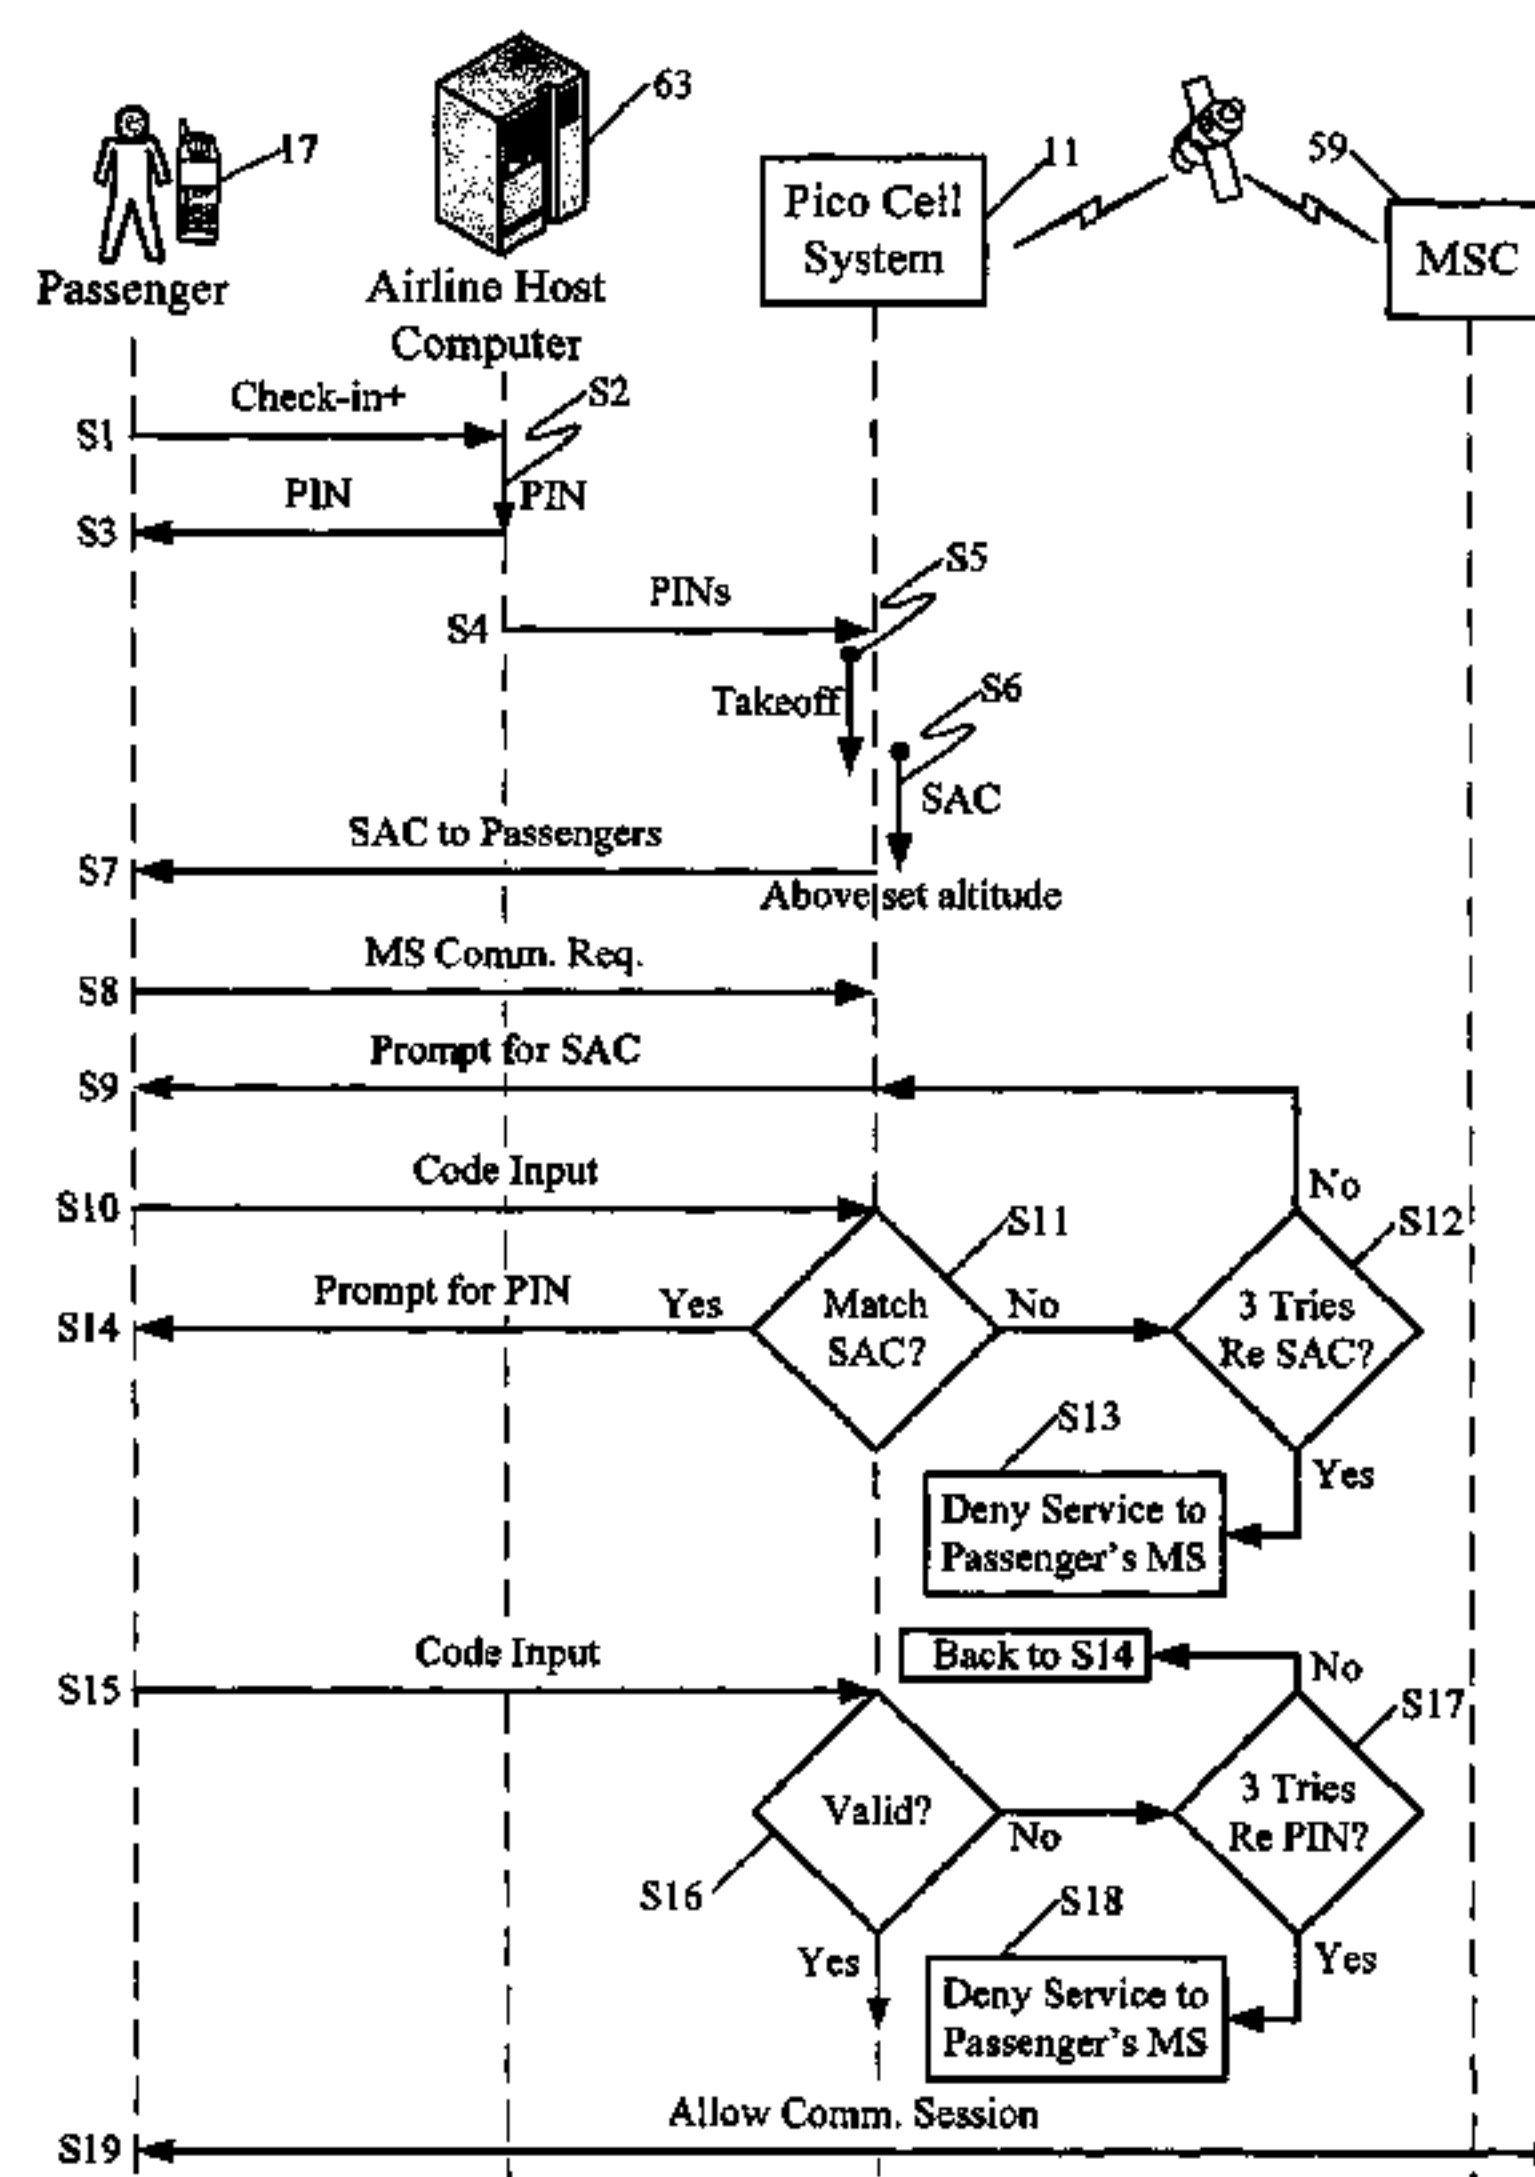 63
17
11
59
Pico Cell
System
MSC
Passenger
Airline Host
Computer
Check-in+
S2
S1
PIN
PIN
S3
S5
PINs
S4
S6
Takeoff
SAC
SAC to Passengers
S7
Above set altitude
MS Comm. Req.
S8
Prompt for SAC
S9
Code Input
No
S10
S11
S12
Prompt for PIN
Yes
Match
SAC?
No
3 Tries
Re SAC?
S14
S13
Yes
Deny Service to
Passenger's MS
Code Input
Back to S14
No
S15
S17
Valid?
No
3 Tries
Re PIN?
S16
S18
Yes
Yes
Deny Service to
Passenger's MS
Allow Comm. Session
S19